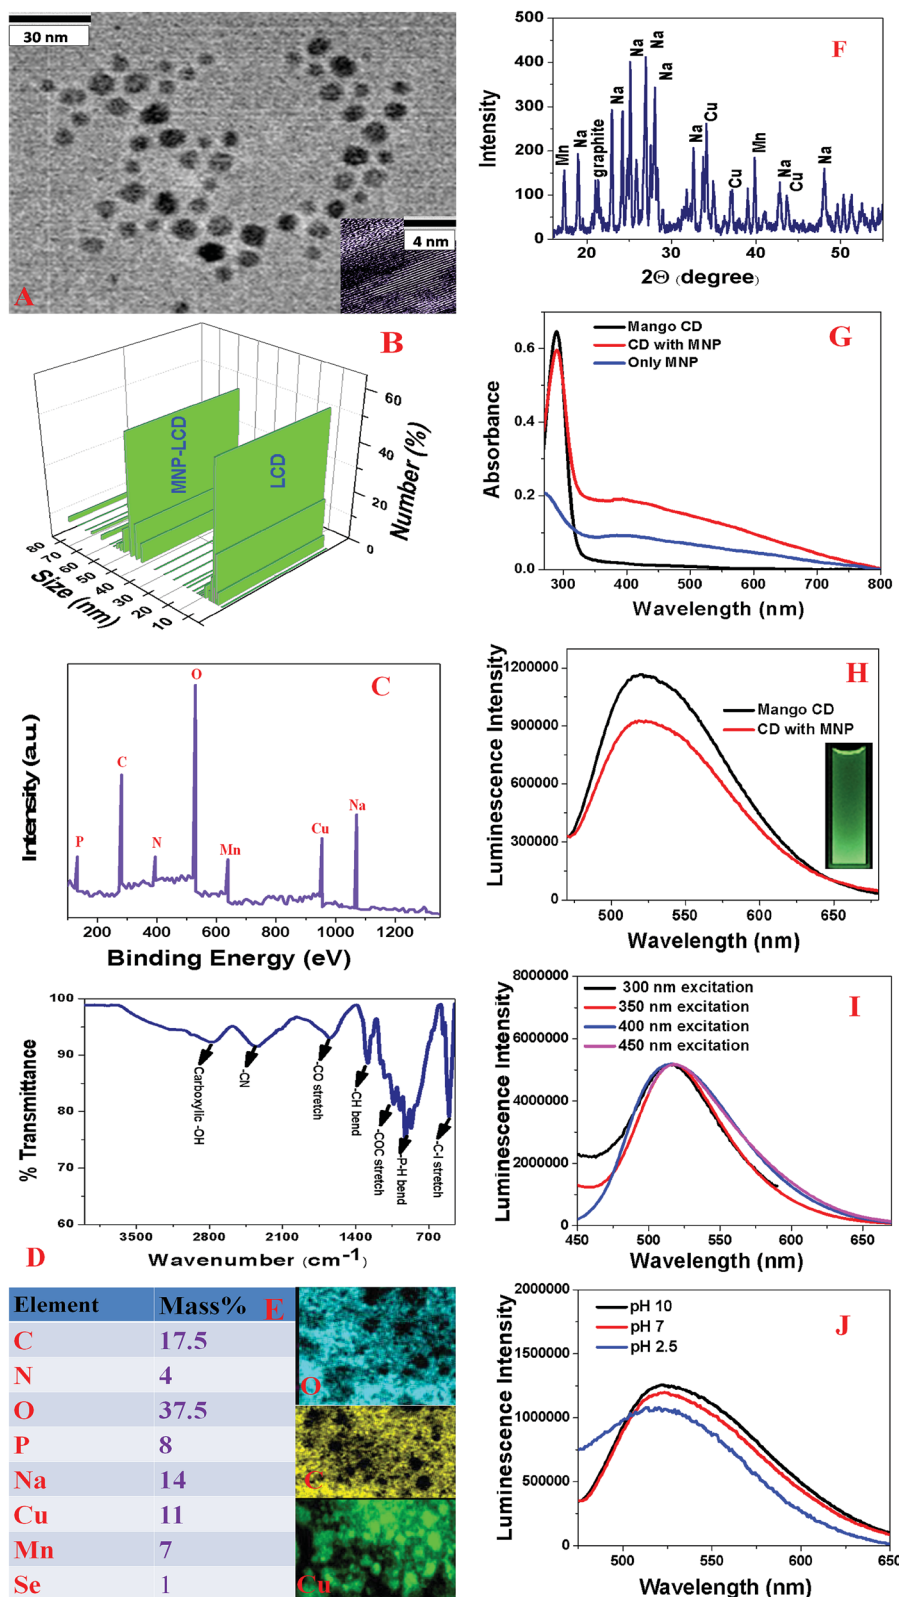 30 nm
4 nm
A
B
MNP-LCD
LCD
60
40
20
0
Number (%)
80
70
60
50
40
30
20
10
Size (nm)
C
Intensity (a.u.)
P
C
N
O
Mn
Cu
Na
200 400 600 800 1000 1200
Binding Energy (eV)
D
% Transmittance
100
90
80
70
60
Carboxylic -OH
-CN
-CO stretch
-CH bend
-COC stretch
-P-H bend
-C-I stretch
3500 2800 2100 1400 700
Wavenumber (cm-1)
Element Mass% E
C 17.5
N 4
O 37.5
P 8
Na 14
Cu 11
Mn 7
Se 1
O
C
Cu
F
Intensity
500
400
300
200
100
0
Mn
Na
graphite
Na
Na
Na
Na
Na
Cu
Cu
Mn
Na
Cu
Na
20 30 40 50
2Θ (degree)
G
Mango CD
CD with MNP
Only MNP
Absorbance
0.6
0.4
0.2
0.0
300 400 500 600 700 800
Wavelength (nm)
H
Mango CD
CD with MNP
Luminescence Intensity
1200000
900000
600000
300000
0
500 550 600 650
Wavelength (nm)
I
300 nm excitation
350 nm excitation
400 nm excitation
450 nm excitation
Luminescence Intensity
8000000
6000000
4000000
2000000
0
450 500 550 600 650
Wavelength (nm)
J
pH 10
pH 7
pH 2.5
Luminescence Intensity
2000000
1500000
1000000
500000
0
500 550 600 650
Wavelength (nm)